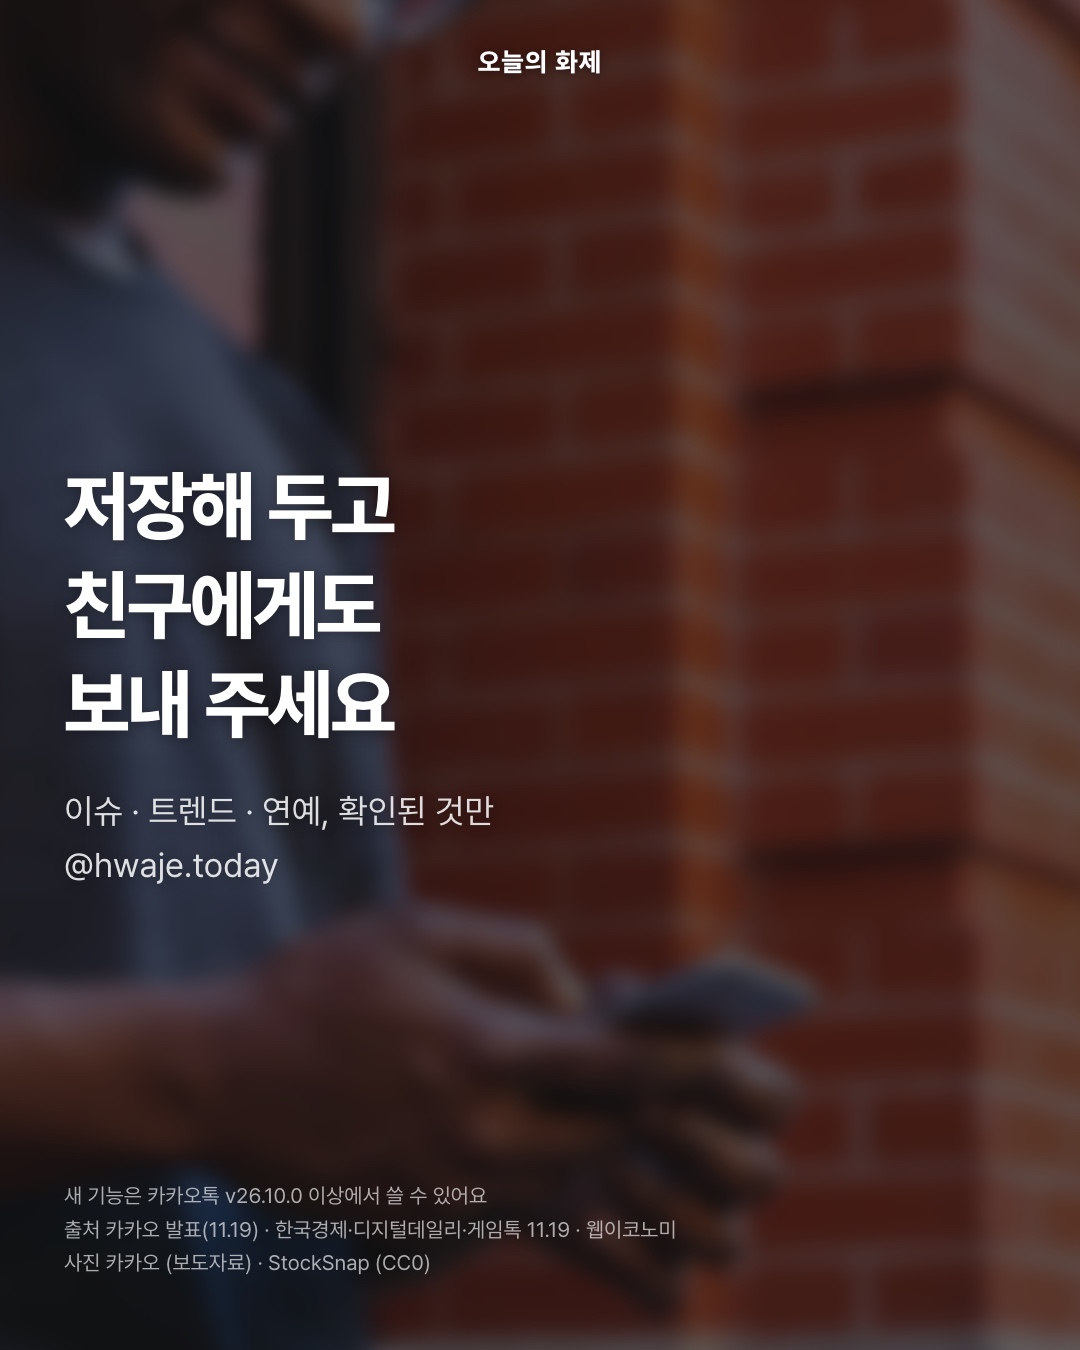 오늘의 화제
저장해 두고
친구에게도
보내 주세요
이슈 · 트렌드 · 연예, 확인된 것만
@hwaje.today
새 기능은 카카오톡 v26.10.0 이상에서 쓸 수 있어요
출처 카카오 발표(11.19) · 한국경제·디지털데일리·게임톡 11.19 · 웹이코노미
사진 카카오 (보도자료) · StockSnap (CC0)